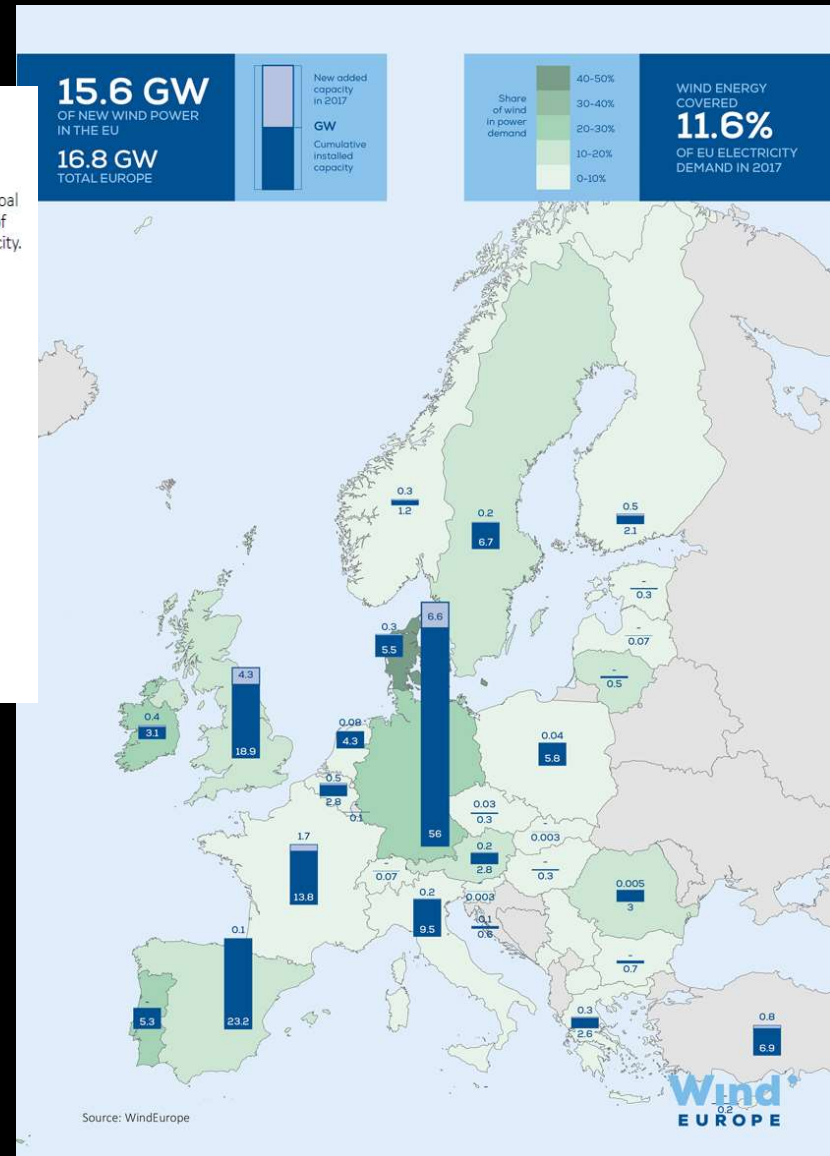 15.6 GW
OF NEW WIND POWER
IN THE EU
16.8 GW
TOTAL EUROPE
New added
capacity
in 2017
GW
Cumulative
installed
capacity
Share
of wind
in power
demand
40-50%
30-40%
20-30%
10-20%
0-10%
WIND ENERGY
COVERED
11.6%
OF EU ELECTRICITY
DEMAND IN 2017
city.
0.3
1.2
0.2
6.7
0.5
2.1
-
0.3
-
0.07
-
0.5
0.3
5.5
6.6
56
4.3
18.9
0.4
3.1
0.08
4.3
0.04
5.8
0.5
2.8
0.1
0.03
0.3
-
0.003
1.7
13.8
0.2
2.8
-
0.07
-
0.3
0.2
9.5
0.003
0.1
0.6
0.005
3
-
0.7
0.1
23.2
-
5.3
0.3
2.6
0.8
6.9
-
0.2
Wind
EUROPE
Source: WindEurope